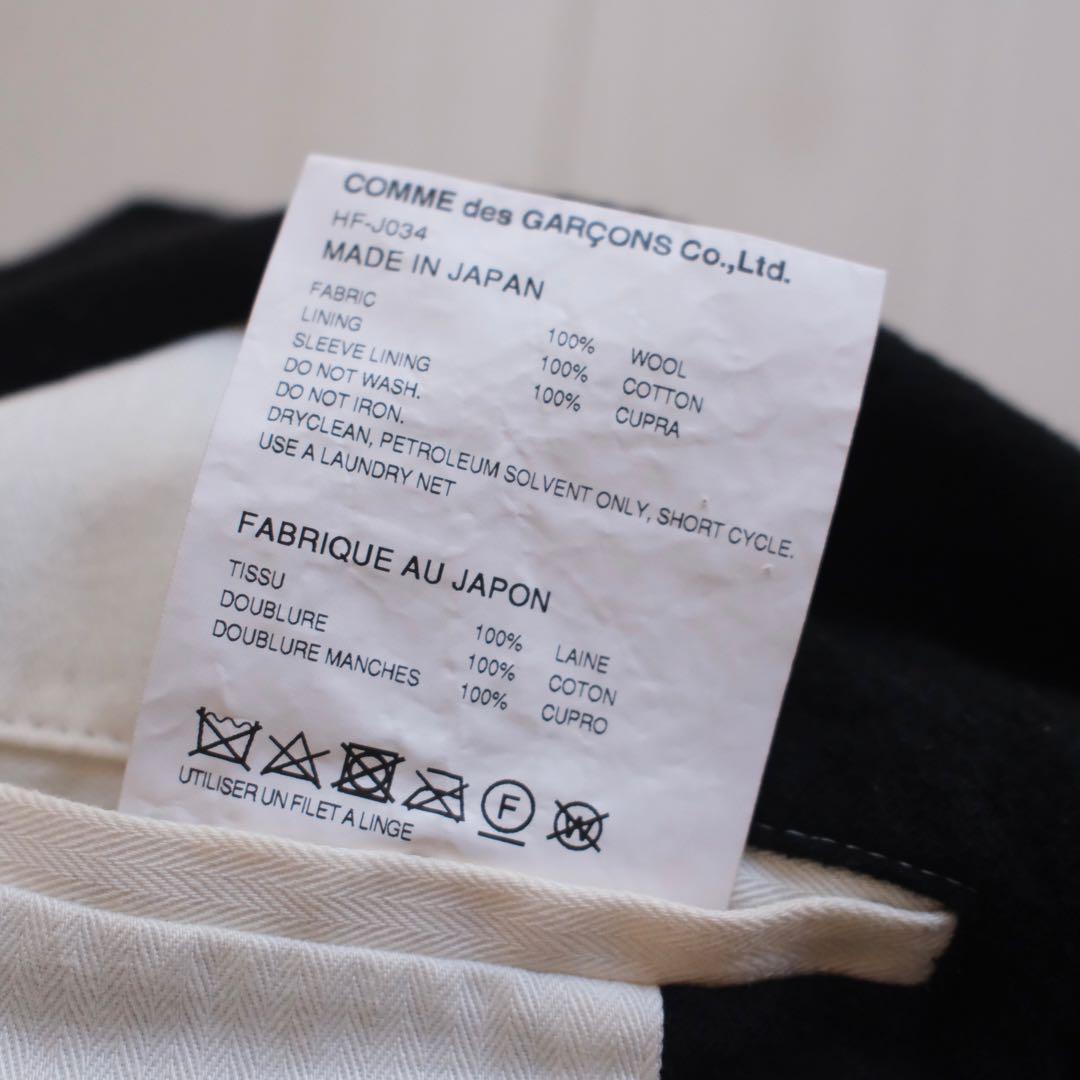 COMME des GARÇONS Co.,Ltd.
HF-J034
MADE IN JAPAN
FABRIC 100% WOOL
LINING 100% COTTON
SLEEVE LINING 100% CUPRA
DO NOT WASH.
DO NOT IRON.
DRYCLEAN, PETROLEUM SOLVENT ONLY, SHORT CYCLE.
USE A LAUNDRY NET
FABRIQUE AU JAPON
TISSU 100% LAINE
DOUBLURE 100% COTON
DOUBLURE MANCHES 100% CUPRO
F W
UTILISER UN FILET A LINGE